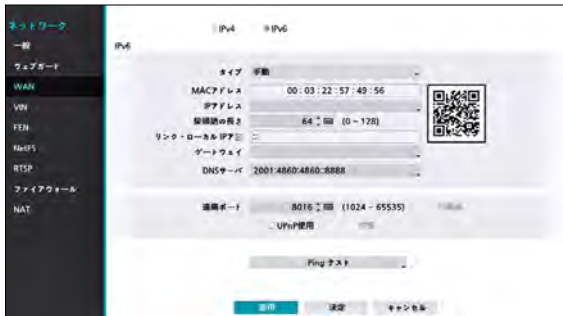 ネットワーク
一般
ウェブガード
WAN
VIN
FEN
NetFS
RTSP
ファイアウォール
NAT
IPv4 IPv6
IPv6
タイプ 手動
MACアドレス 00:03:22:57:49:56
IPアドレス
接頭語の長さ 64 (0 ~ 128)
リンク・ローカル IPア ::
ゲートウェイ
DNSサーバ 2001:4860:4860::8888
遠隔ポート 8016 (1024 ~ 65535)
UPnP使用
Ping テスト
適用 決定 キャンセル